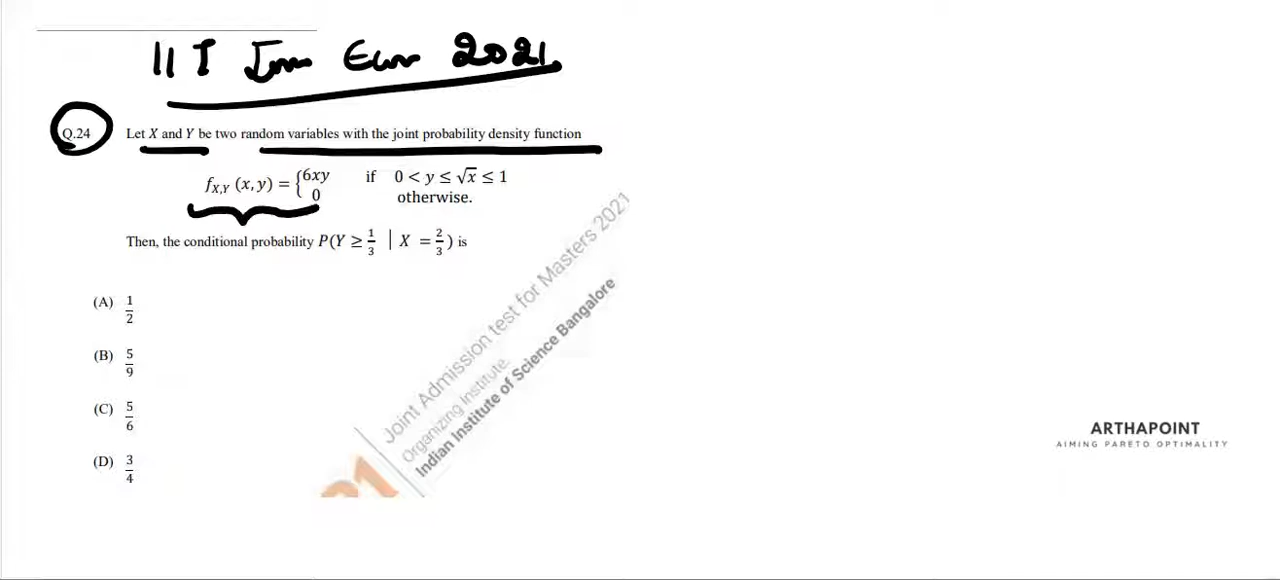 IIT Jam Econ 2021
Q.24 Let X and Y be two random variables with the joint probability density function
f_{X,Y} (x, y) = { 6xy if 0 < y ≤ √x ≤ 1
0 otherwise.
Then, the conditional probability P(Y ≥ 1/3 | X = 2/3) is
(A) 1/2
(B) 5/9
(C) 5/6
(D) 3/4
21
Joint Admission test for Masters 2021
Organizing Institute
Indian Institute of Science Bangalore
ARTHAPOINT
AIMING PARETO OPTIMALITY